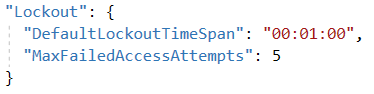 "Lockout": {
  "DefaultLockoutTimeSpan": "00:01:00",
  "MaxFailedAccessAttempts": 5
}